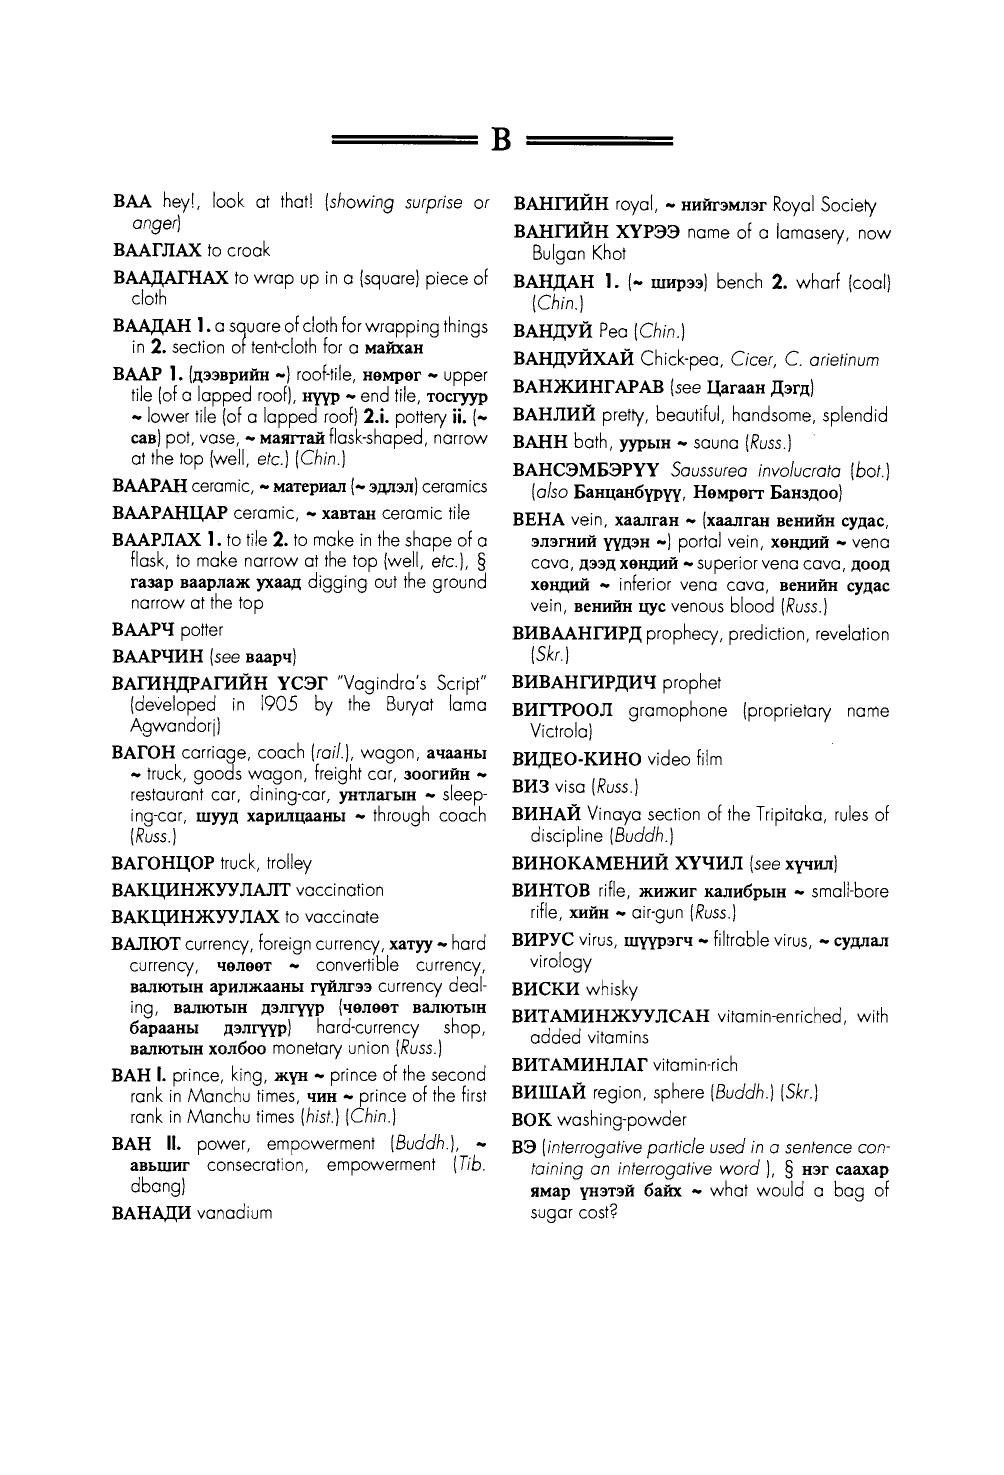 В
ВАА hey!, look at that! (showing surprise or
anger)
ВААГЛАХ to croak
ВААДАГНАХ to wrap up in a (square) piece of
cloth
ВААДАН 1. a square of cloth for wrapping things
in 2. section of tent-cloth for a майхан
ВААР 1. (дээврийн ~) roof-tile, нөмрөг ~ upper
tile (of a lapped roof), нүүр ~ end tile, тосгуур
~ lower tile (of a lapped roof) 2.i. pottery ii. (~
сав) pot, vase, ~ маягтай flask-shaped, narrow
at the top (well, etc.) (Chin.)
ВААРАН ceramic, ~ материал (~ эдлэл) ceramics
ВААРАНЦАР ceramic, ~ хавтан ceramic tile
ВААРЛАХ 1. to tile 2. to make in the shape of a
flask, to make narrow at the top (well, etc.), §
газар ваарлаж ухаад digging out the ground
narrow at the top
ВААРЧ potter
ВААРЧИН (see ваарч)
ВАГИНДРАГИЙН ҮСЭГ "Vagindra's Script"
(developed in 1905 by the Buryat lama
Agwandorj)
ВАГОН carriage, coach (rail.), wagon, ачааны
~ truck, goods wagon, freight car, зоогийн ~
restaurant car, dining-car, унтлагын ~ sleep-
ing-car, шууд харилцааны ~ through coach
(Russ.)
ВАГОНЦОР truck, trolley
ВАКЦИНЖУУЛАЛТ vaccination
ВАКЦИНЖУУЛАХ to vaccinate
ВАЛЮТ currency, foreign currency, хатуу ~ hard
currency, чөлөөт ~ convertible currency,
валютын арилжааны гүйлгээ currency deal-
ing, валютын дэлгүүр (чөлөөт валютын
барааны дэлгүүр) hard-currency shop,
валютын холбоо monetary union (Russ.)
ВАН I. prince, king, жүн ~ prince of the second
rank in Manchu times, чин ~ prince of the first
rank in Manchu times (hist.) (Chin.)
ВАН II. power, empowerment (Buddh.), ~
авьшиг consecration, empowerment (Tib.
dbang)
ВАНАДИ vanadium
ВАНГИЙН royal, ~ нийгэмлэг Royal Society
ВАНГИЙН ХҮРЭЭ name of a lamasery, now
Bulgan Khot
ВАНДАН 1. (~ ширээ) bench 2. wharf (coal)
(Chin.)
ВАНДУЙ Pea (Chin.)
ВАНДУЙХАЙ Chick-pea, Cicer, C. arietinum
ВАНЖИНГАРАВ (see Цагаан Дэгд)
ВАНЛИЙ pretty, beautiful, handsome, splendid
ВАНН bath, уурын ~ sauna (Russ.)
ВАНСЭМБЭРҮҮ Saussurea involucrata (bot.)
(also Банцанбүрүү, Нөмрөгт Банздоо)
ВЕНА vein, хаалган ~ (хаалган венийн судас,
элэгний үүдэн ~) portal vein, хөндий ~ vena
cava, дээд хөндий ~ superior vena cava, доод
хөндий ~ inferior vena cava, венийн судас
vein, венийн цус venous blood (Russ.)
ВИВААНГИРД prophecy, prediction, revelation
(Skr.)
ВИВАНГИРДИЧ prophet
ВИГТРООЛ gramophone (proprietary name
Victrola)
ВИДЕО-КИНО video film
ВИЗ visa (Russ.)
ВИНАЙ Vinaya section of the Tripitaka, rules of
discipline (Buddh.)
ВИНОКАМЕНИЙ ХҮЧИЛ (see хүчил)
ВИНТОВ rifle, жижиг калибрын ~ small-bore
rifle, хийн ~ air-gun (Russ.)
ВИРУС virus, шүүрэгч ~ filtrable virus, ~ судлал
virology
ВИСКИ whisky
ВИТАМИНЖУУЛСАН vitamin-enriched, with
added vitamins
ВИТАМИНЛАГ vitamin-rich
ВИШАЙ region, sphere (Buddh.) (Skr.)
ВОК washing-powder
ВЭ (interrogative particle used in a sentence con-
taining an interrogative word ), § нэг саахар
ямар үнэтэй байх ~ what would a bag of
sugar cost?